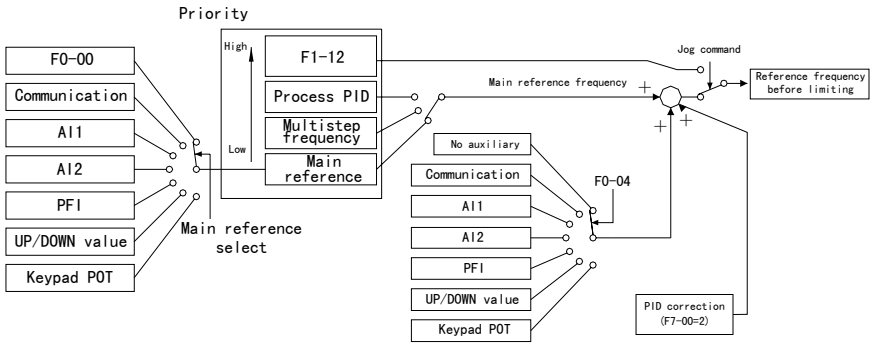 Priority
High
Low
F0-00
Communication
AI1
AI2
PFI
UP/DOWN value
Keypad POT
Main reference
select
F1-12
Process PID
Multistep
frequency
Main
reference
Main reference frequency
Jog command
Reference frequency
before limiting
+
+
+
No auxiliary
Communication
AI1
AI2
PFI
UP/DOWN value
Keypad POT
F0-04
PID correction
(F7-00=2)